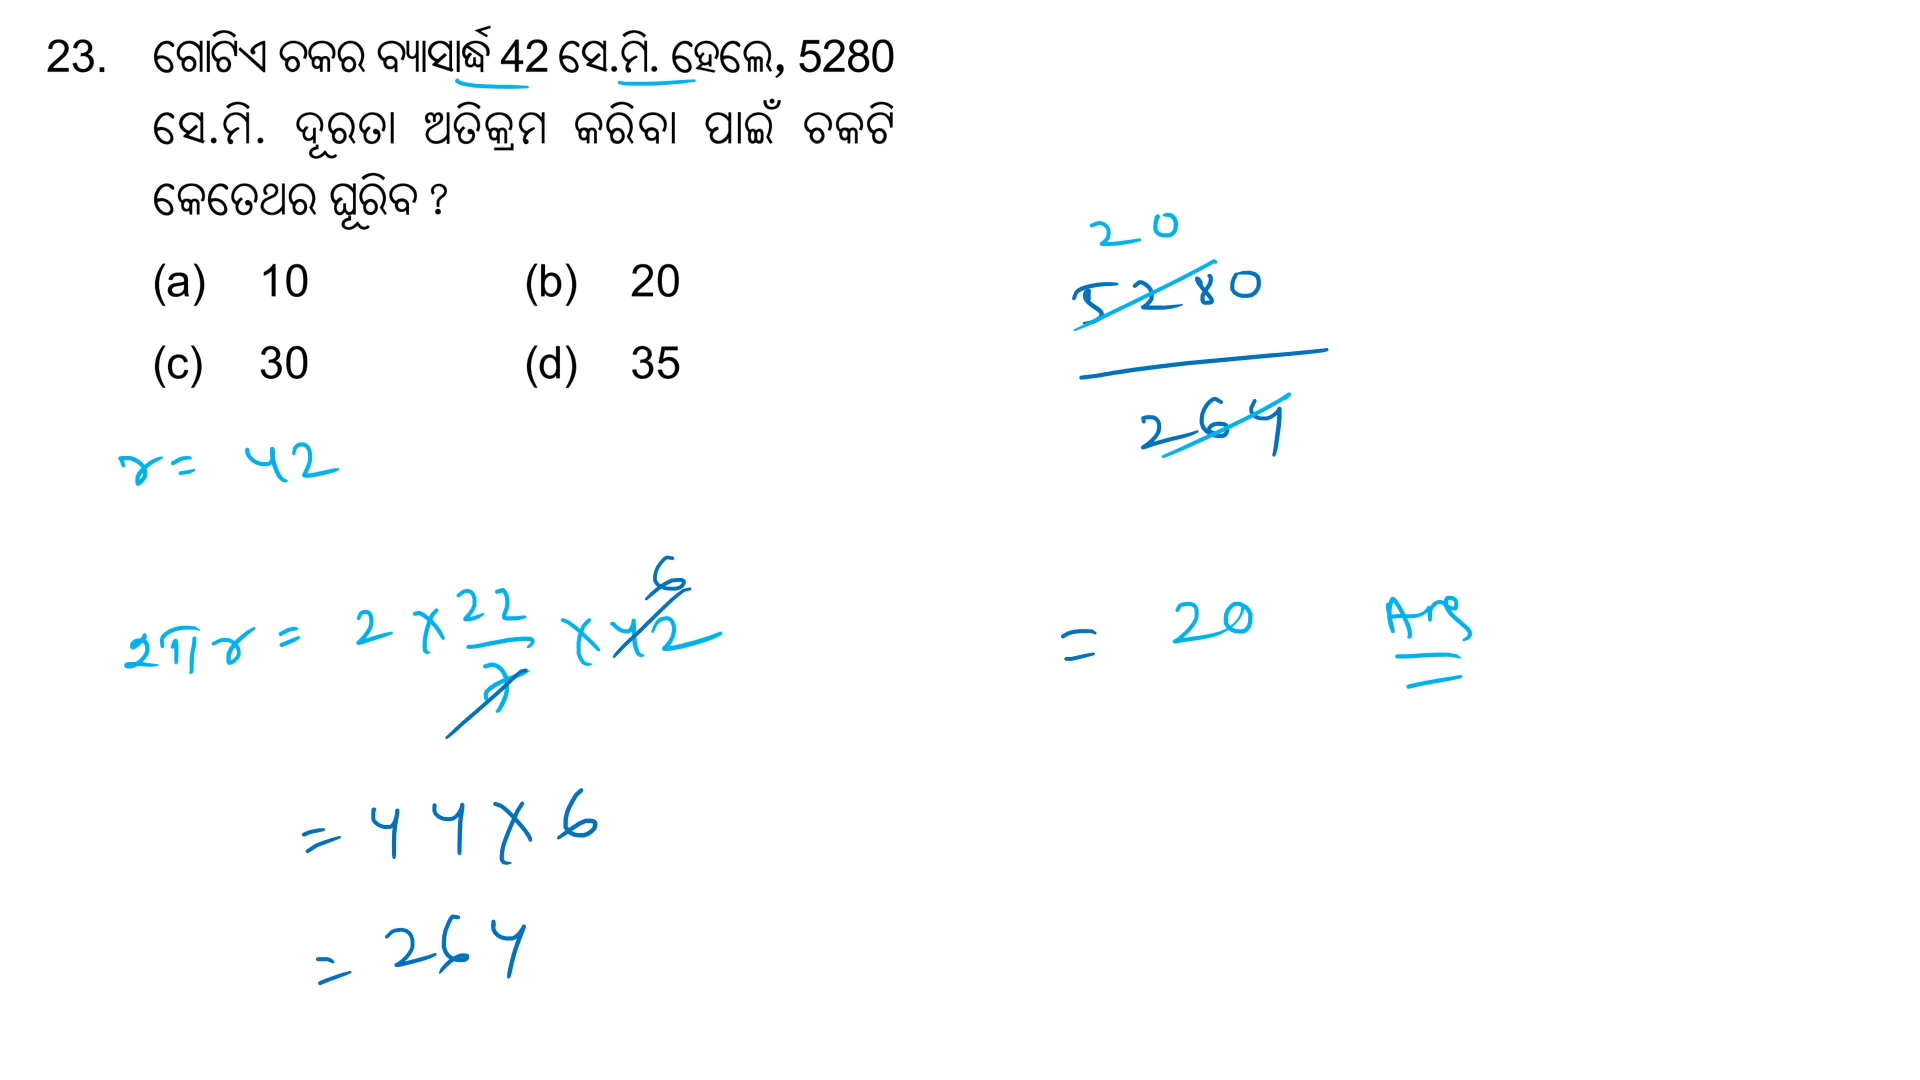 23. ଗୋଟିଏ ଚକର ବ୍ୟାସାର୍ଦ୍ଧ 42 ସେ.ମି. ହେଲେ, 5280
ସେ.ମି. ଦୂରତା ଅତିକ୍ରମ କରିବା ପାଇଁ ଚକଟି
କେତେଥର ଘୂରିବ ?
(a) 10 (b) 20
(c) 30 (d) 35
r = 42
2πr = 2 × 22/7 × 42 6
= 44 × 6
= 264
20
5280
264
= 20 Ans